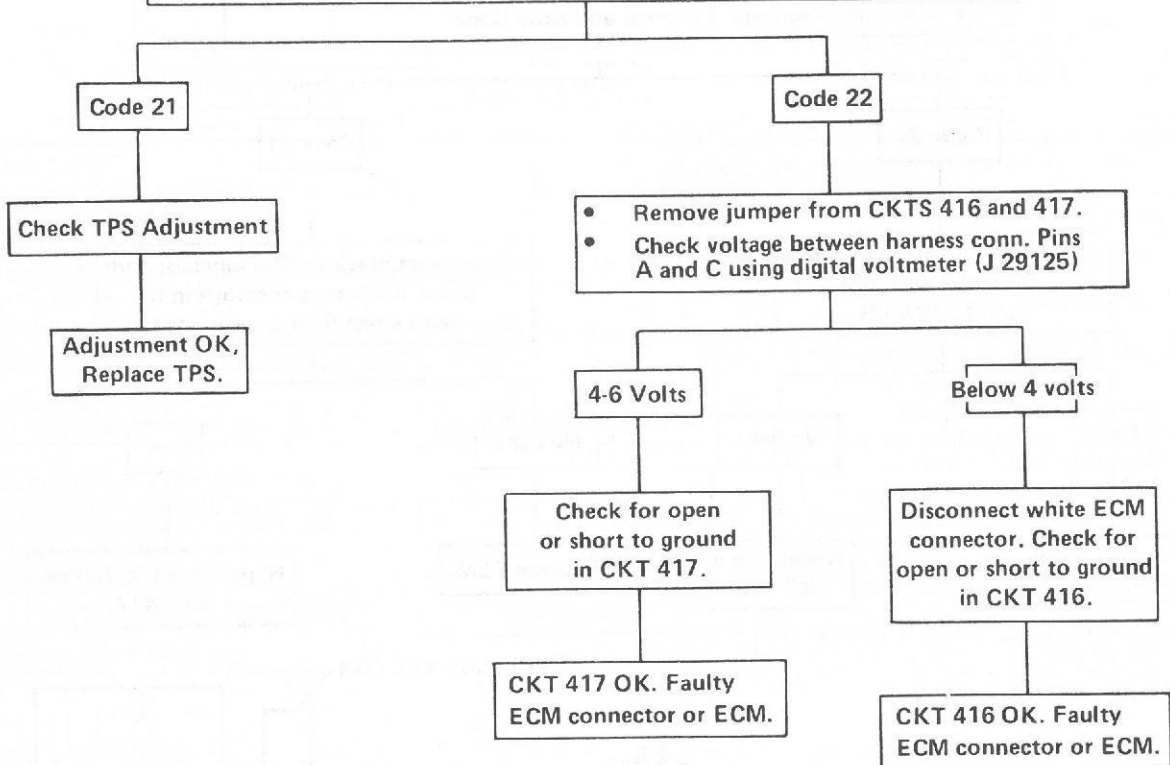 Code 21
Code 22
Check TPS Adjustment
• Remove jumper from CKTS 416 and 417.
• Check voltage between harness conn. Pins
A and C using digital voltmeter (J 29125)
Adjustment OK,
Replace TPS.
4-6 Volts
Below 4 volts
Check for open
or short to ground
in CKT 417.
Disconnect white ECM
connector. Check for
open or short to ground
in CKT 416.
CKT 417 OK. Faulty
ECM connector or ECM.
CKT 416 OK. Faulty
ECM connector or ECM.